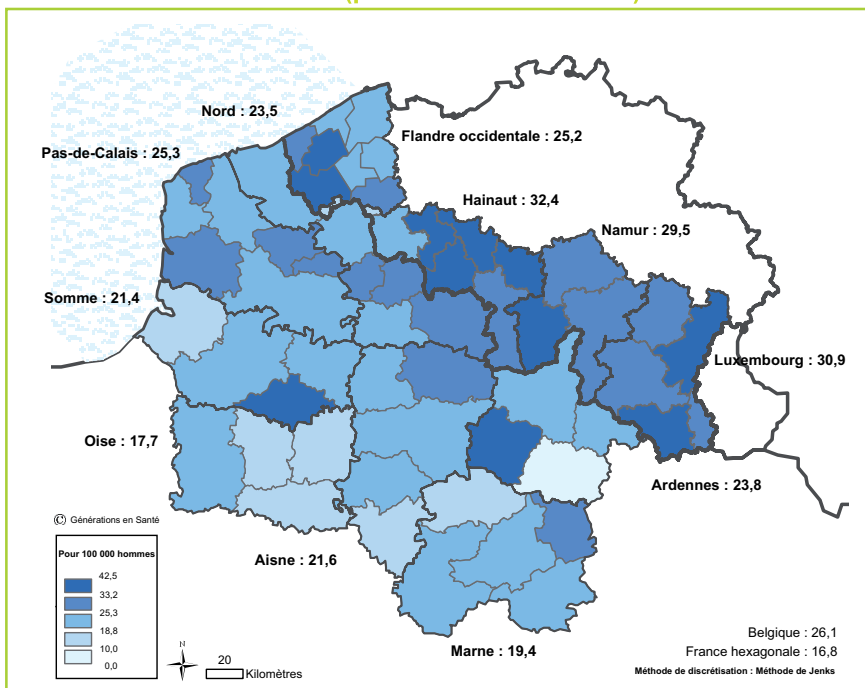 Nord : 23,5
Flandre occidentale : 25,2
Pas-de-Calais : 25,3
Hainaut : 32,4
Namur : 29,5
Somme : 21,4
Luxembourg : 30,9
Oise : 17,7
Ardennes : 23,8
© Générations en Santé
Aisne : 21,6
Pour 100 000 hommes
42,5
33,2
25,3
18,8
10,0
0,0
N
20
Kilomètres
Marne : 19,4
Belgique : 26,1
France hexagonale : 16,8
Méthode de discrétisation : Méthode de Jenks